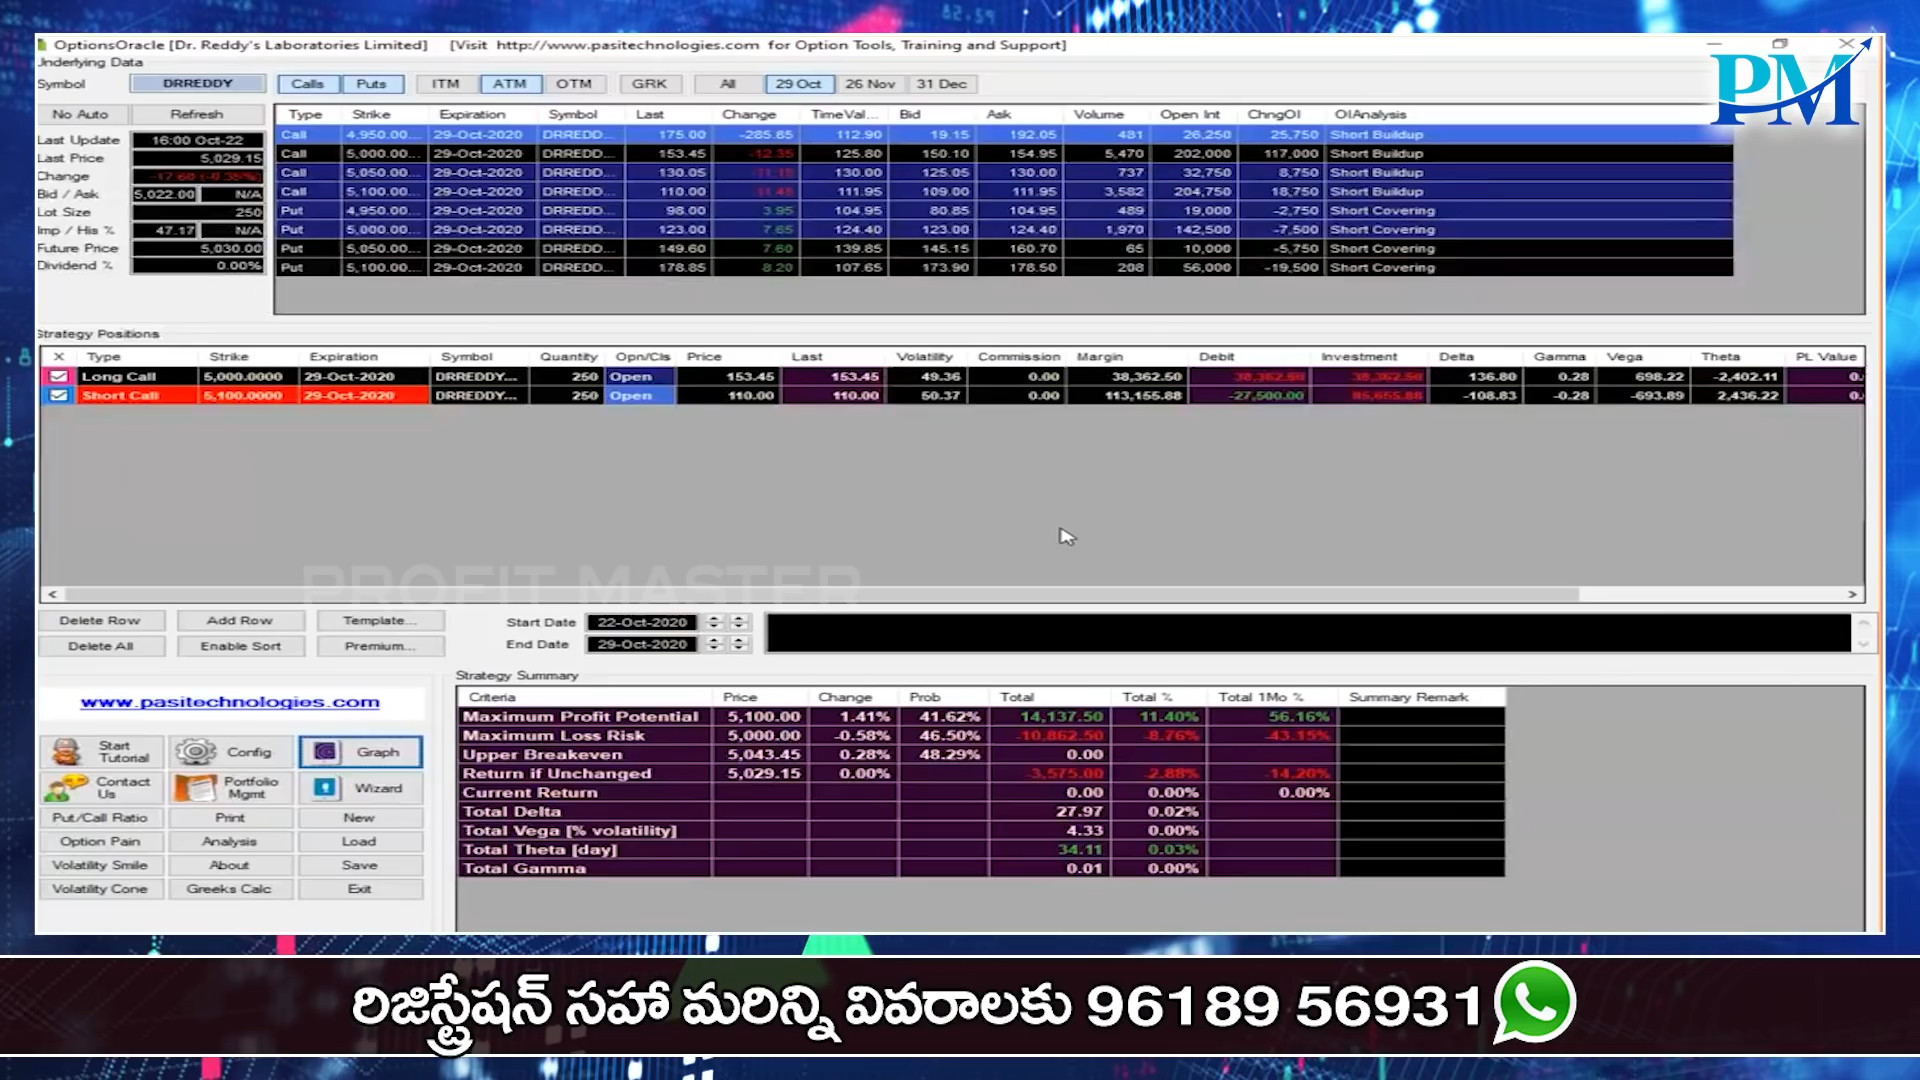 OptionsOracle [Dr. Reddy's Laboratories Limited] [Visit http://www.pasitechnologies.com for Option Tools, Training and Support]
PM
Underlying Data
Symbol DRREDDY Calls Puts ITM ATM OTM GRK All 29 Oct 26 Nov 31 Dec
No Auto Refresh
Last Update 16:00 Oct-22
Last Price 5,029.15
Change -17.60 (-0.35%)
Bid / Ask 5,022.00 N/A
Lot Size 250
Imp / His % 47.17 N/A
Future Price 5,030.00
Dividend % 0.00%
Type Strike Expiration Symbol Last Change TimeVal... Bid Ask Volume Open Int ChngOI OIAnalysis
Call 4,950.00... 29-Oct-2020 DRREDD... 175.00 -285.85 112.90 19.15 192.05 481 26,250 25,750 Short Buildup
Call 5,000.00... 29-Oct-2020 DRREDD... 153.45 -12.35 125.80 150.10 154.95 5,470 202,000 117,000 Short Buildup
Call 5,050.00... 29-Oct-2020 DRREDD... 130.05 -11.15 130.00 125.05 130.00 737 32,750 8,750 Short Buildup
Call 5,100.00... 29-Oct-2020 DRREDD... 110.00 -11.45 111.95 109.00 111.95 3,582 204,750 18,750 Short Buildup
Put 4,950.00... 29-Oct-2020 DRREDD... 98.00 3.95 104.95 80.85 104.95 489 19,000 -2,750 Short Covering
Put 5,000.00... 29-Oct-2020 DRREDD... 123.00 7.65 124.40 123.00 124.40 1,970 142,500 -7,500 Short Covering
Put 5,050.00... 29-Oct-2020 DRREDD... 149.60 7.60 139.85 145.15 160.70 65 10,000 -5,750 Short Covering
Put 5,100.00... 29-Oct-2020 DRREDD... 178.85 8.20 107.65 173.90 178.50 208 56,000 -19,500 Short Covering
Strategy Positions
X Type Strike Expiration Symbol Quantity Opn/Cls Price Last Volatility Commission Margin Debit Investment Delta Gamma Vega Theta PL Value
Long Call 5,000.0000 29-Oct-2020 DRREDDY... 250 Open 153.45 153.45 49.36 0.00 38,362.50 38,362.50 38,362.50 136.80 0.28 698.22 -2,402.11 0.
Short Call 5,100.0000 29-Oct-2020 DRREDDY... 250 Open 110.00 110.00 50.37 0.00 113,155.88 -27,500.00 85,655.88 -108.83 -0.28 -693.89 2,436.22 0.
PROFIT MASTER
Delete Row Add Row Template... Start Date 22-Oct-2020
Delete All Enable Sort Premium... End Date 29-Oct-2020
www.pasitechnologies.com
Start Tutorial Config Graph
Contact Us Portfolio Mgmt Wizard
Put/Call Ratio Print New
Option Pain Analysis Load
Volatility Smile About Save
Volatility Cone Greeks Calc Exit
Strategy Summary
Criteria Price Change Prob Total Total % Total 1Mo % Summary Remark
Maximum Profit Potential 5,100.00 1.41% 41.62% 14,137.50 11.40% 56.16%
Maximum Loss Risk 5,000.00 -0.58% 46.50% -10,862.50 -8.76% -43.15%
Upper Breakeven 5,043.45 0.28% 48.29% 0.00
Return if Unchanged 5,029.15 0.00% -3,575.00 -2.88% -14.20%
Current Return 0.00 0.00% 0.00%
Total Delta 27.97 0.02%
Total Vega [% volatility] 4.33 0.00%
Total Theta [day] 34.11 0.03%
Total Gamma 0.01 0.00%
రిజిస్ట్రేషన్ సహా మరిన్ని వివరాలకు 96189 56931